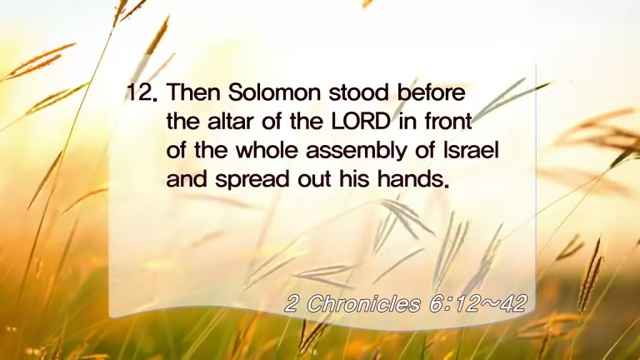 12. Then Solomon stood before
the altar of the LORD in front
of the whole assembly of Israel
and spread out his hands.
2 Chronicles 6:12~42